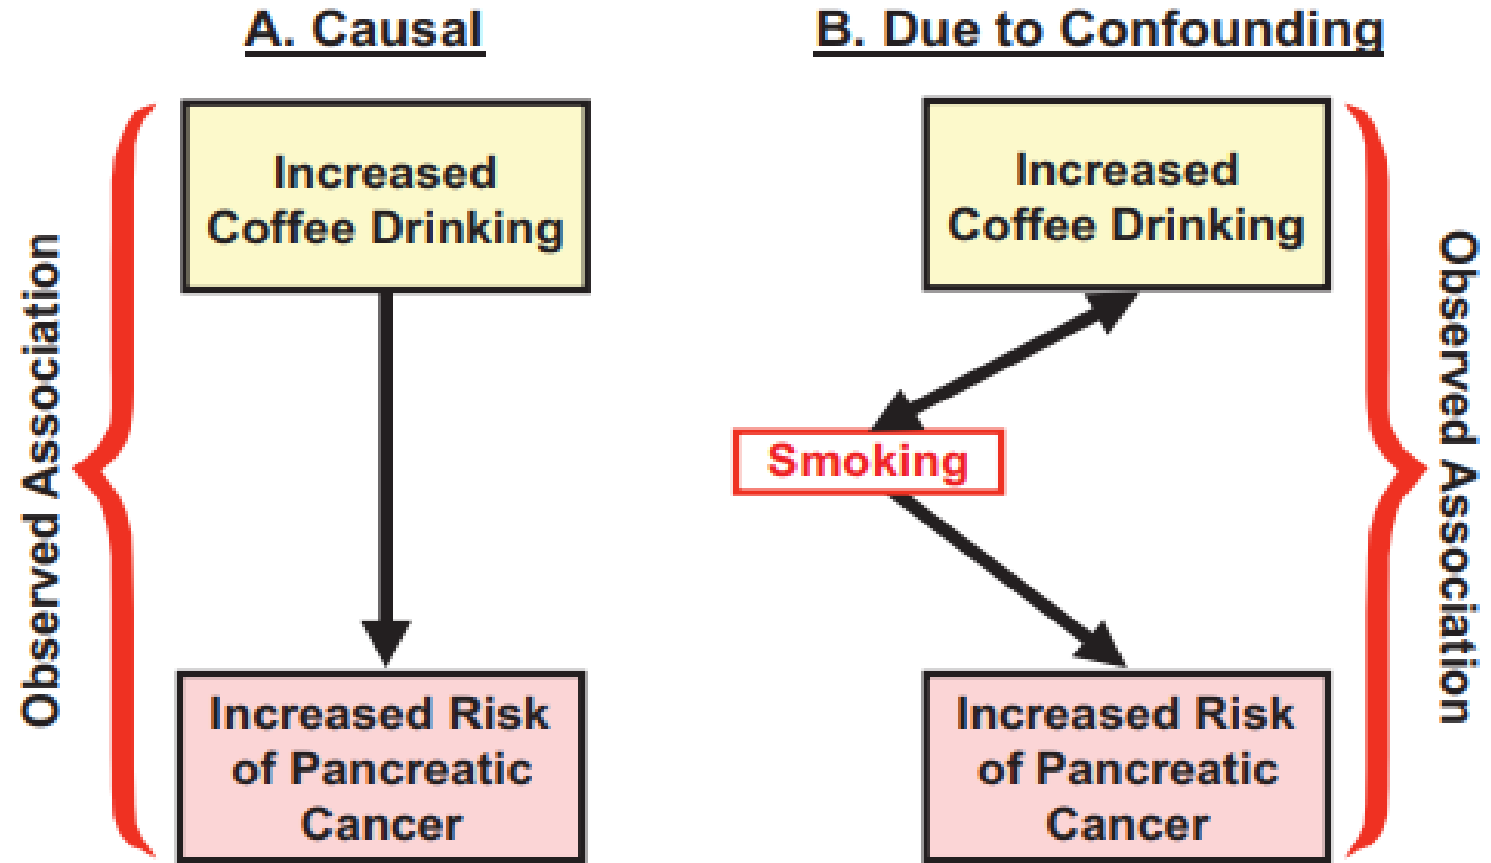 A. Causal
Observed Association
Increased
Coffee Drinking
Increased Risk
of Pancreatic
Cancer
B. Due to Confounding
Increased
Coffee Drinking
Smoking
Increased Risk
of Pancreatic
Cancer
Observed Association